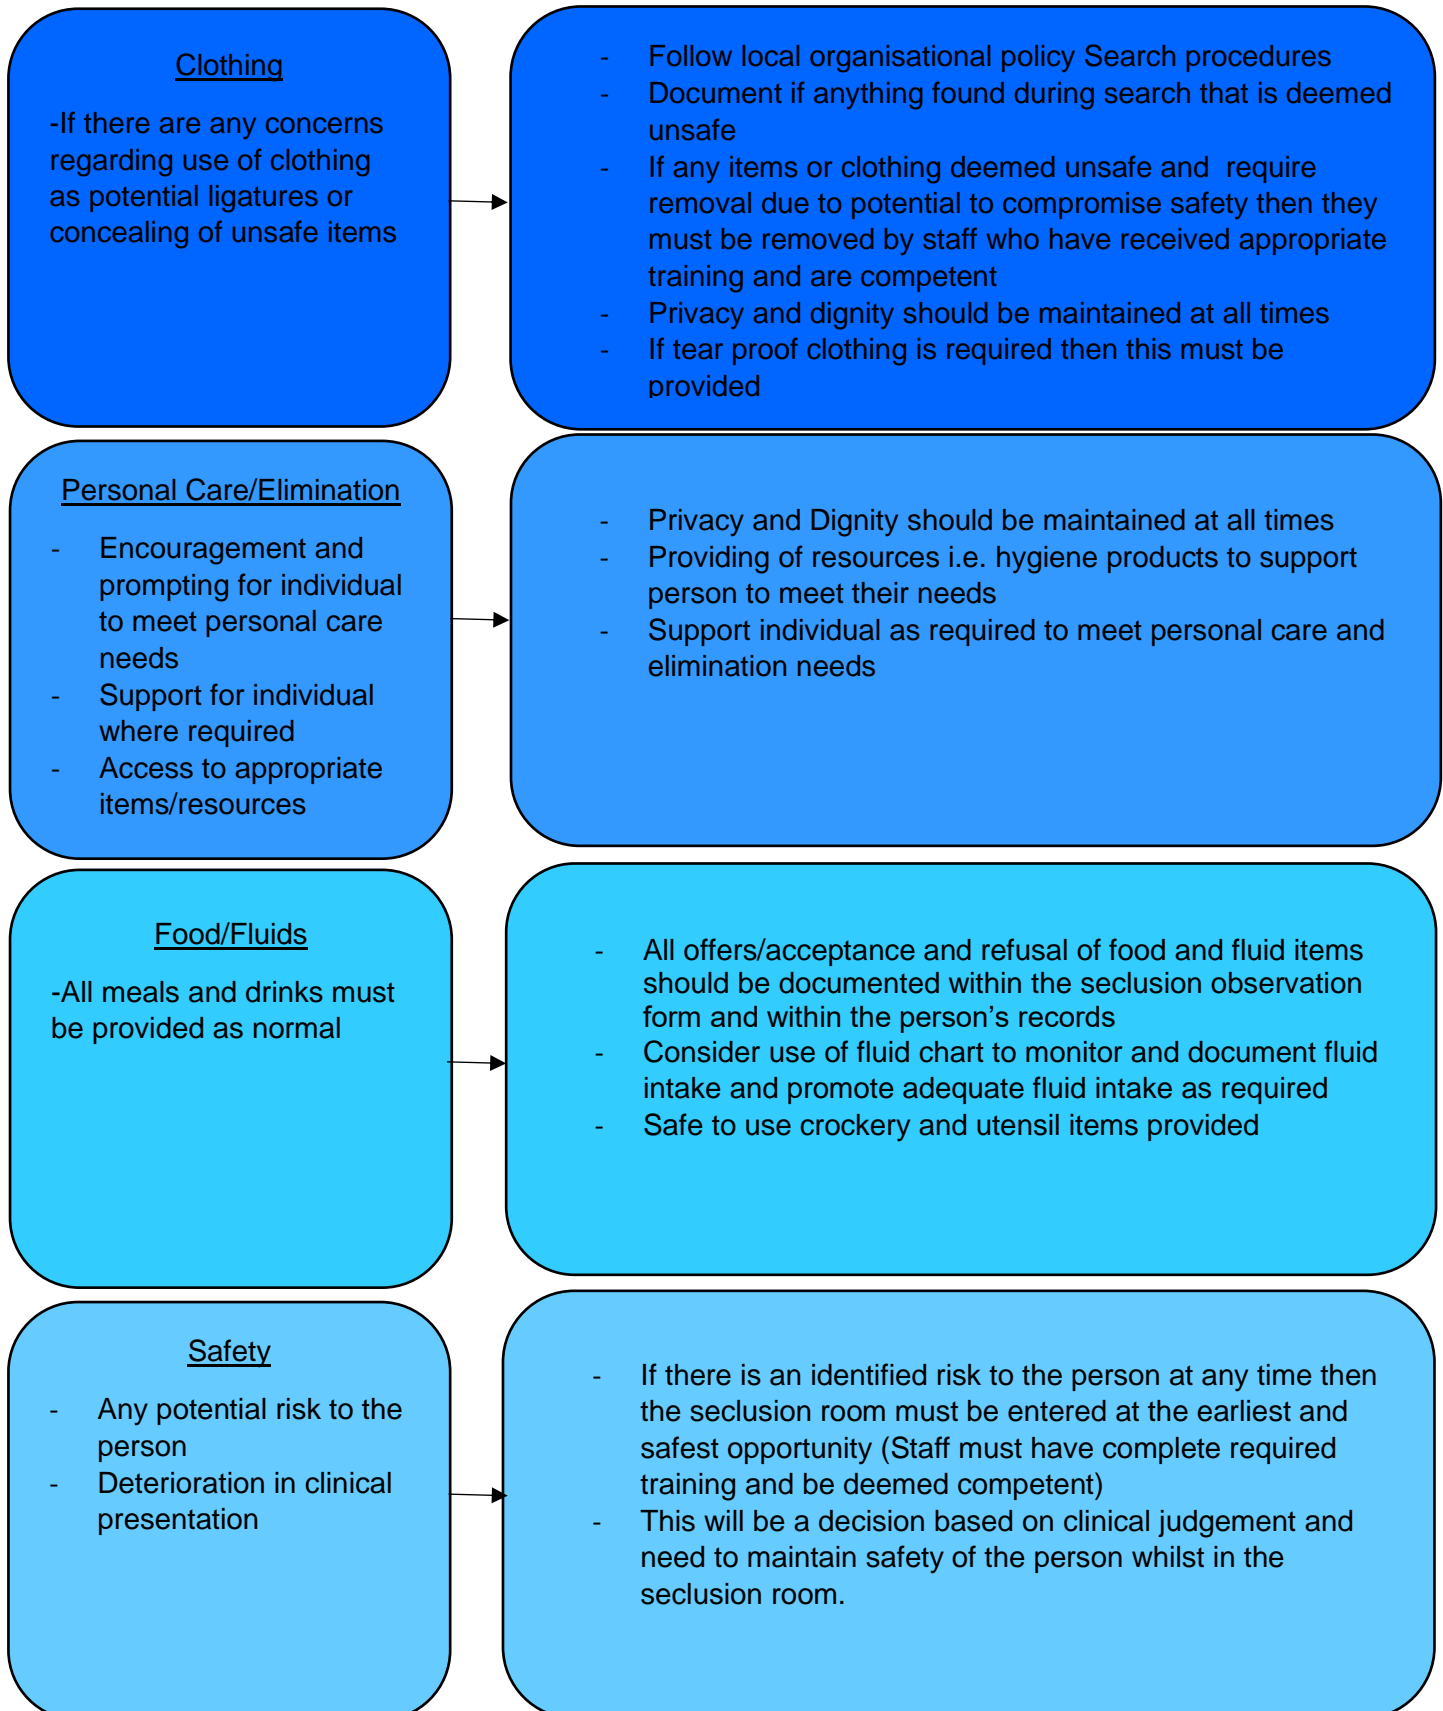 Clothing
-If there are any concerns
regarding use of clothing
as potential ligatures or
concealing of unsafe items
- Follow local organisational policy Search procedures
- Document if anything found during search that is deemed
unsafe
- If any items or clothing deemed unsafe and  require
removal due to potential to compromise safety then they
must be removed by staff who have received appropriate
training and are competent
- Privacy and dignity should be maintained at all times
- If tear proof clothing is required then this must be
provided
Personal Care/Elimination
- Encouragement and
prompting for individual
to meet personal care
needs
- Support for individual
where required
- Access to appropriate
items/resources
- Privacy and Dignity should be maintained at all times
- Providing of resources i.e. hygiene products to support
person to meet their needs
- Support individual as required to meet personal care and
elimination needs
Food/Fluids
-All meals and drinks must
be provided as normal
- All offers/acceptance and refusal of food and fluid items
should be documented within the seclusion observation
form and within the person’s records
- Consider use of fluid chart to monitor and document fluid
intake and promote adequate fluid intake as required
- Safe to use crockery and utensil items provided
Safety
- Any potential risk to the
person
- Deterioration in clinical
presentation
- If there is an identified risk to the person at any time then
the seclusion room must be entered at the earliest and
safest opportunity (Staff must have complete required
training and be deemed competent)
- This will be a decision based on clinical judgement and
need to maintain safety of the person whilst in the
seclusion room.